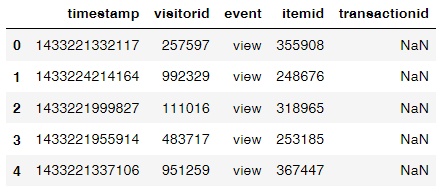 timestamp visitorid event itemid transactionid
0 1433221332117 257597 view 355908 NaN
1 1433224214164 992329 view 248676 NaN
2 1433221999827 111016 view 318965 NaN
3 1433221955914 483717 view 253185 NaN
4 1433221337106 951259 view 367447 NaN